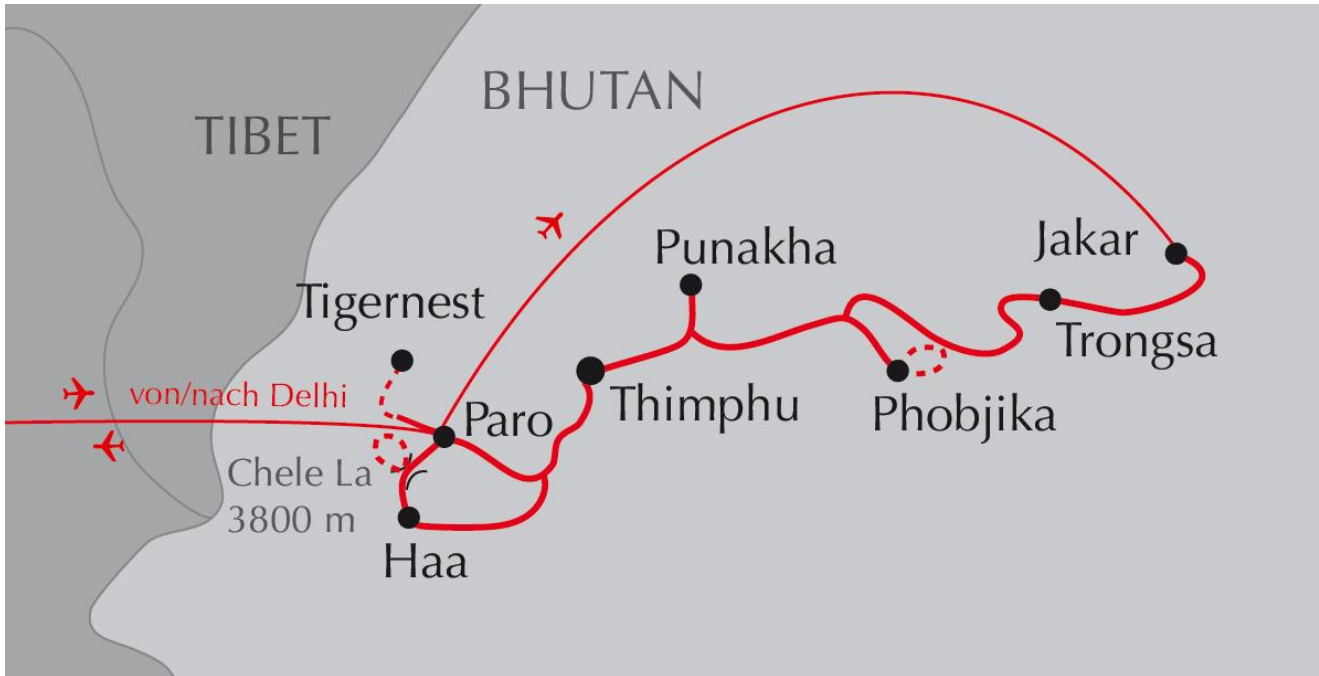 BHUTAN
TIBET
Punakha
Jakar
Tigernest
Trongsa
von/nach Delhi
Paro
Thimphu
Phobjika
Chele La
3800 m
Haa